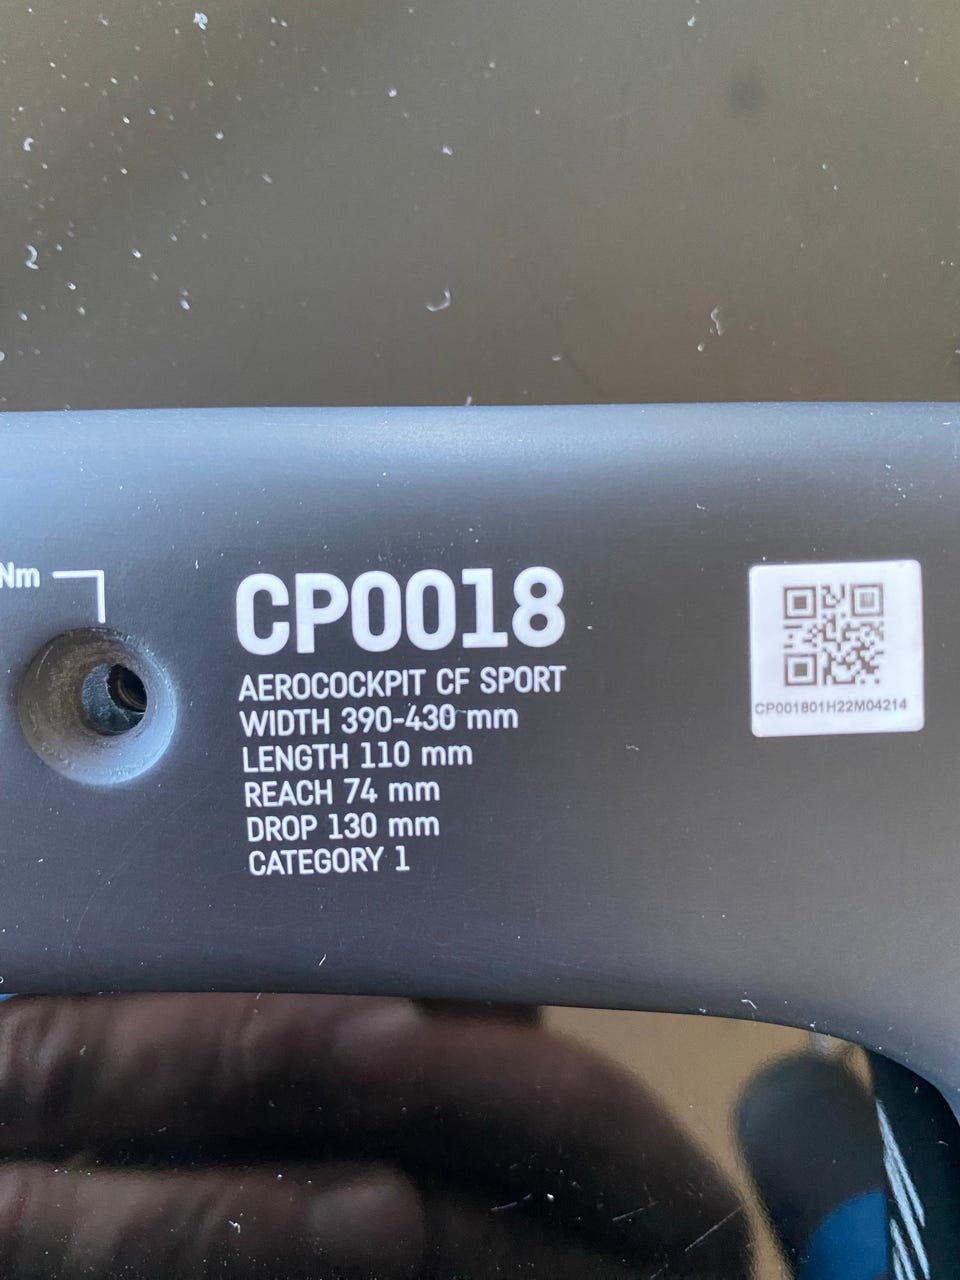 Nm
CP0018
AEROCOCKPIT CF SPORT
WIDTH 390-430 mm
LENGTH 110 mm
REACH 74 mm
DROP 130 mm
CATEGORY 1
CP001801H22M04214